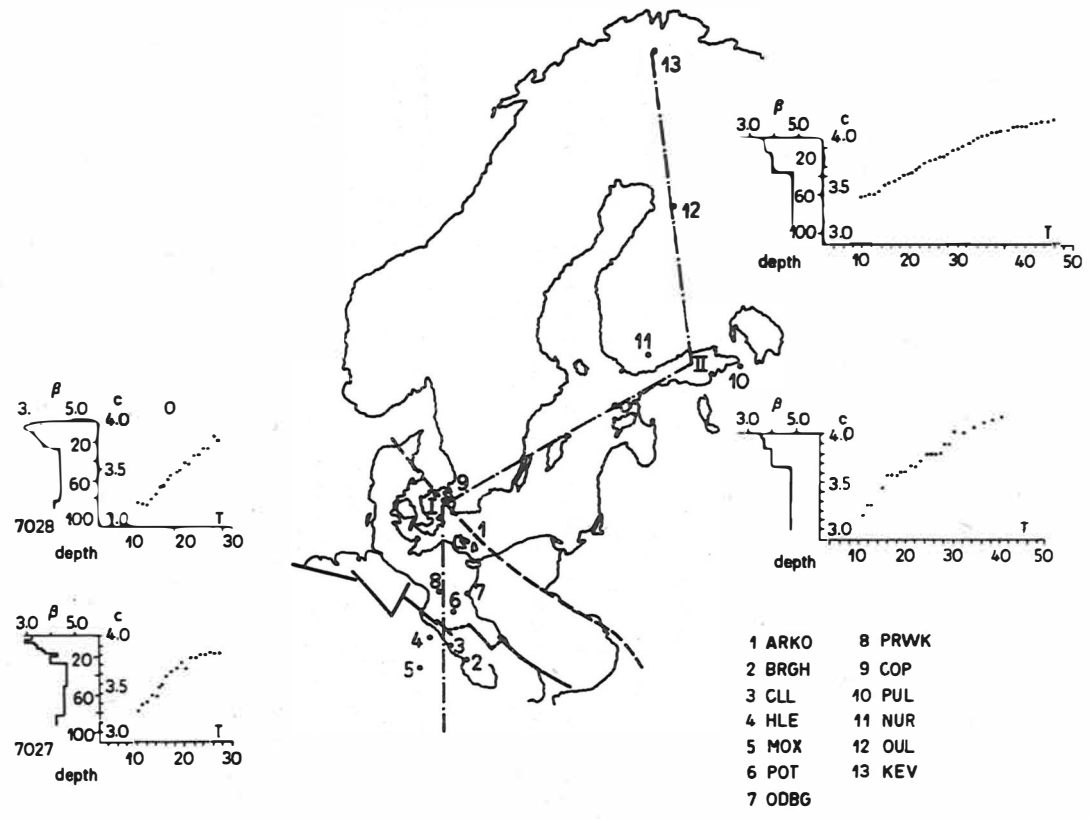 13
β
c
3.0 5.0 4.0
20
3.5
60
100 3.0 T
depth 10 20 30 40 50
12
11
II
10
β
c
3. 5.0 4.0 O
20
3.5
60
100 1.0 T
7028
depth 10 20 30
β
c
3.0 5.0 4.0
3.5
3.0 T
depth 10 20 30 40 50
9
I
1
8
7
6
4
3
5
2
β
c
3.0 5.0 4.0
20
3.5
60
100 3.0 T
7027
depth 10 20 30
1 ARKO
2 BRGH
3 CLL
4 HLE
5 MOX
6 POT
7 ODBG
8 PRWK
9 COP
10 PUL
11 NUR
12 OUL
13 KEV